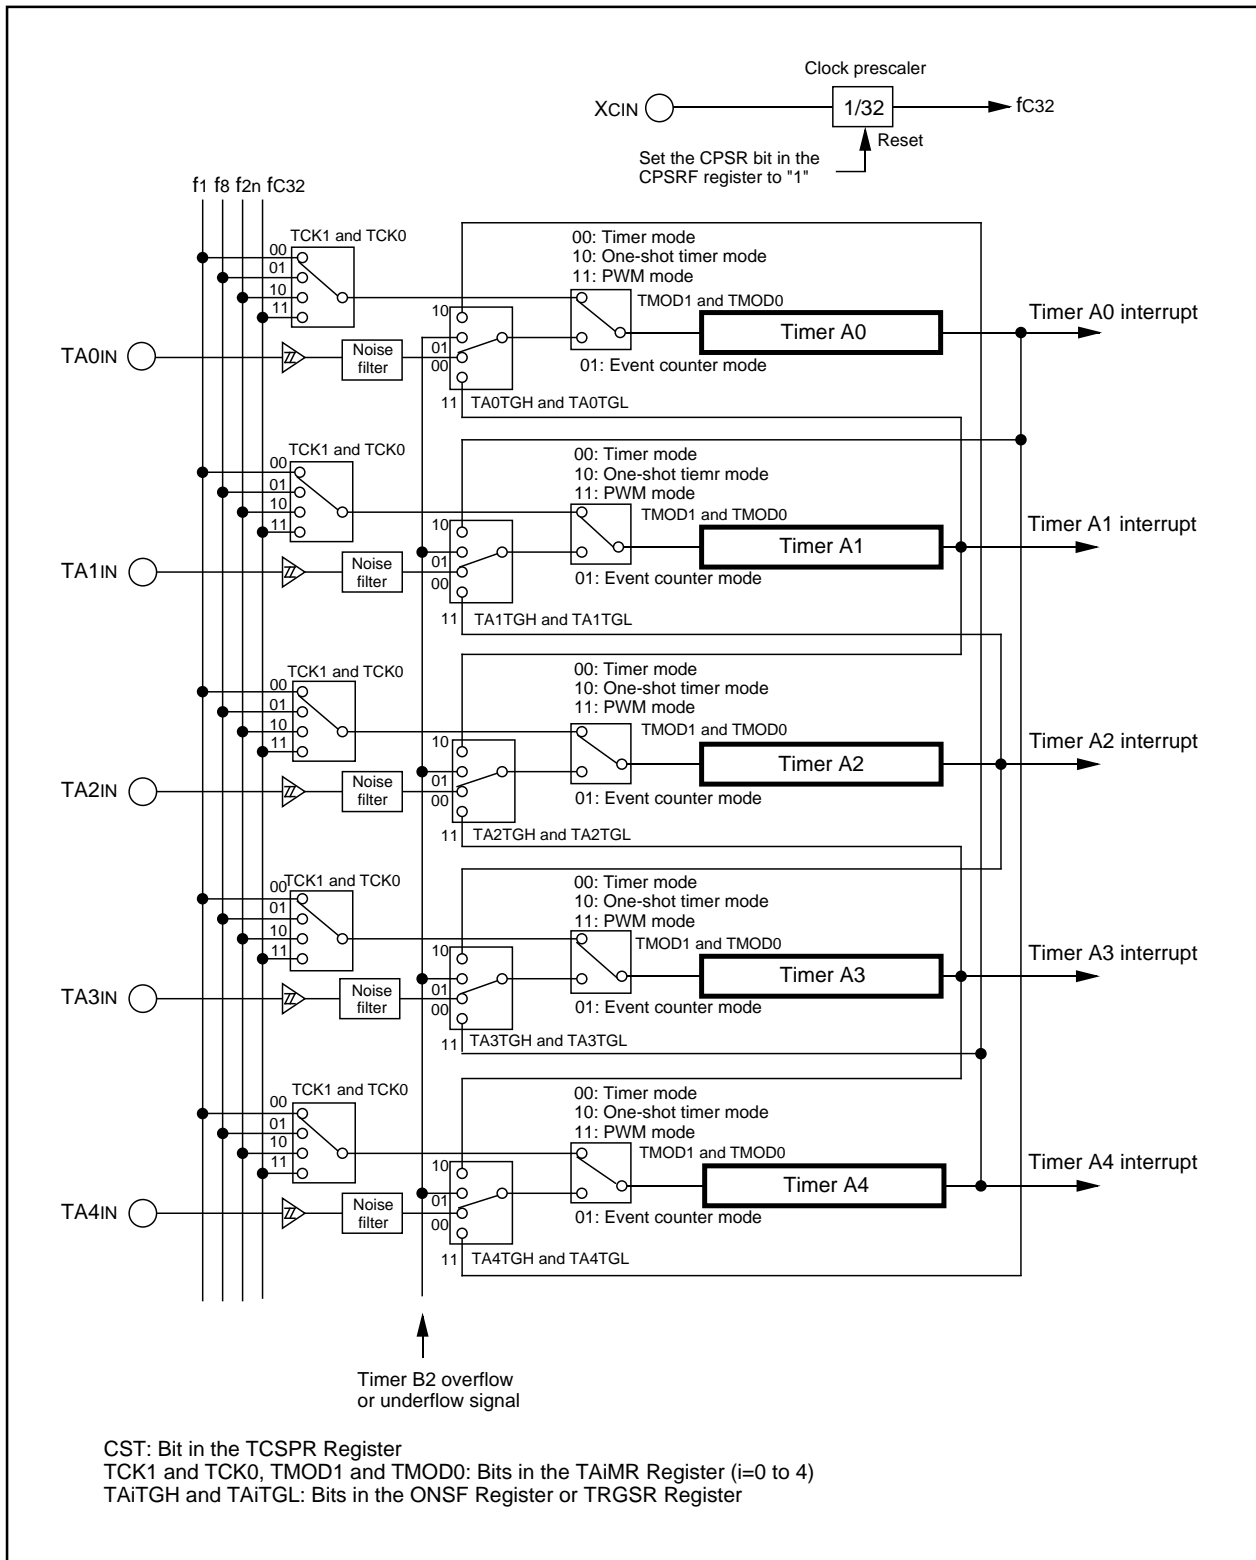 Clock prescaler
XCIN
1/32
fC32
Reset
Set the CPSR bit in the
CPSRF register to "1"
f1 f8 f2n fC32
TCK1 and TCK0
00
01
10
11
00: Timer mode
10: One-shot timer mode
11: PWM mode
TMOD1 and TMOD0
Timer A0
Timer A0 interrupt
01: Event counter mode
TA0IN
Noise
filter
10
01
00
11
TA0TGH and TA0TGL
TCK1 and TCK0
00
01
10
11
00: Timer mode
10: One-shot tiemr mode
11: PWM mode
TMOD1 and TMOD0
Timer A1
Timer A1 interrupt
01: Event counter mode
TA1IN
Noise
filter
10
01
00
11
TA1TGH and TA1TGL
TCK1 and TCK0
00
01
10
11
00: Timer mode
10: One-shot timer mode
11: PWM mode
TMOD1 and TMOD0
Timer A2
Timer A2 interrupt
01: Event counter mode
TA2IN
Noise
filter
10
01
00
11
TA2TGH and TA2TGL
TCK1 and TCK0
00
01
10
11
00: Timer mode
10: One-shot timer mode
11: PWM mode
TMOD1 and TMOD0
Timer A3
Timer A3 interrupt
01: Event counter mode
TA3IN
Noise
filter
10
01
00
11
TA3TGH and TA3TGL
TCK1 and TCK0
00
01
10
11
00: Timer mode
10: One-shot timer mode
11: PWM mode
TMOD1 and TMOD0
Timer A4
Timer A4 interrupt
01: Event counter mode
TA4IN
Noise
filter
10
01
00
11
TA4TGH and TA4TGL
Timer B2 overflow
or underflow signal
CST: Bit in the TCSPR Register
TCK1 and TCK0, TMOD1 and TMOD0: Bits in the TAiMR Register (i=0 to 4)
TAiTGH and TAiTGL: Bits in the ONSF Register or TRGSR Register